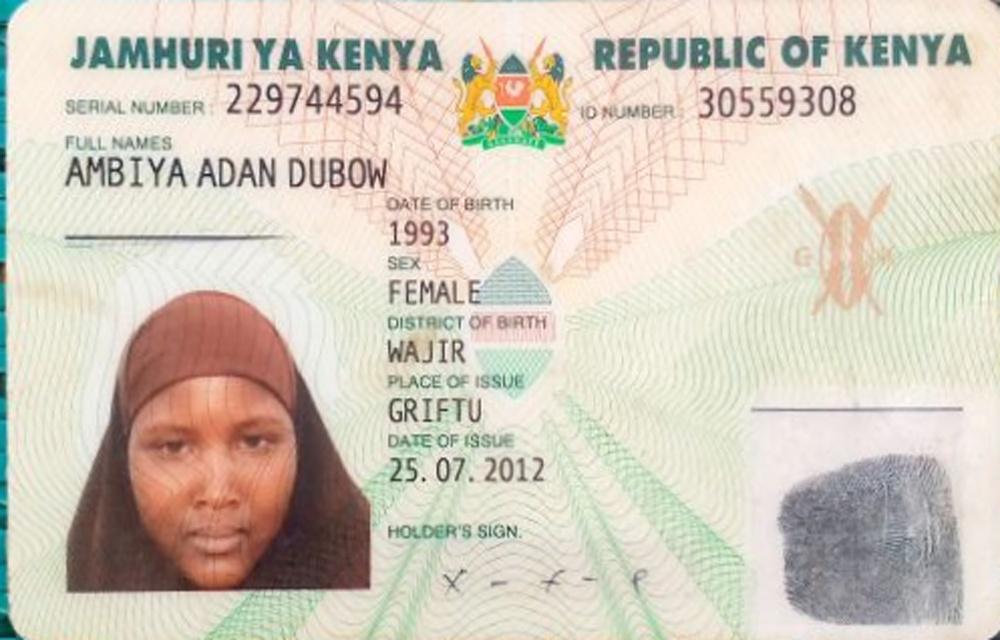 JAMHURI YA KENYA
REPUBLIC OF KENYA
SERIAL NUMBER : 229744594
ID NUMBER : 30559308
FULL NAMES
AMBIYA ADAN DUBOW
DATE OF BIRTH
1993
SEX
FEMALE
DISTRICT OF BIRTH
WAJIR
PLACE OF ISSUE
GRIFTU
DATE OF ISSUE
25.07.2012
HOLDER'S SIGN.